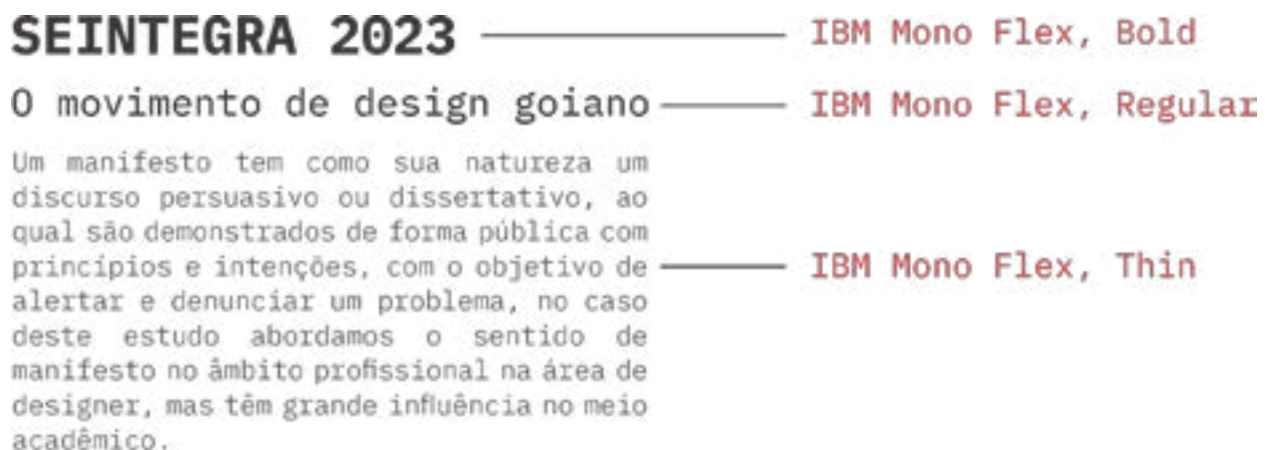 SEINTEGRA 2023
IBM Mono Flex, Bold
O movimento de design goiano
IBM Mono Flex, Regular
Um manifesto tem como sua natureza um
discurso persuasivo ou dissertativo, ao
qual são demonstrados de forma pública com
princípios e intenções, com o objetivo de
IBM Mono Flex, Thin
alertar e denunciar um problema, no caso
deste estudo abordamos o sentido de
manifesto no âmbito profissional na área de
designer, mas têm grande influência no meio
acadêmico.